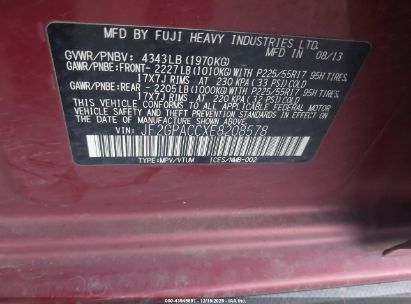 MFD BY FUJI HEAVY INDUSTRIES LTD.
MFD IN 08/13
GVWR/PNBV: 4343LB (1970KG)
GAWR/PNBE: FRONT- 2227LB (1010KG) WITH P225/55R17 95H TIRES
17X7J RIMS AT 230 KPA (33 PSI) COLD
GAWR/PNBE: REAR - 2205LB (1000KG) WITH P225/55R17 95H TIRES
17X7J RIMS AT 220 KPA (32 PSI) COLD
THIS VEHICLE CONFORMS TO ALL APPLICABLE FEDERAL MOTOR
VEHICLE SAFETY AND THEFT PREVENTION STANDARDS IN EFFECT
ON THE DATE OF MANUFACTURE SHOWN ABOVE.
VIN: JF2GPACCXE8208578
TYPE:MPV/VTUM ICES/NMB-002